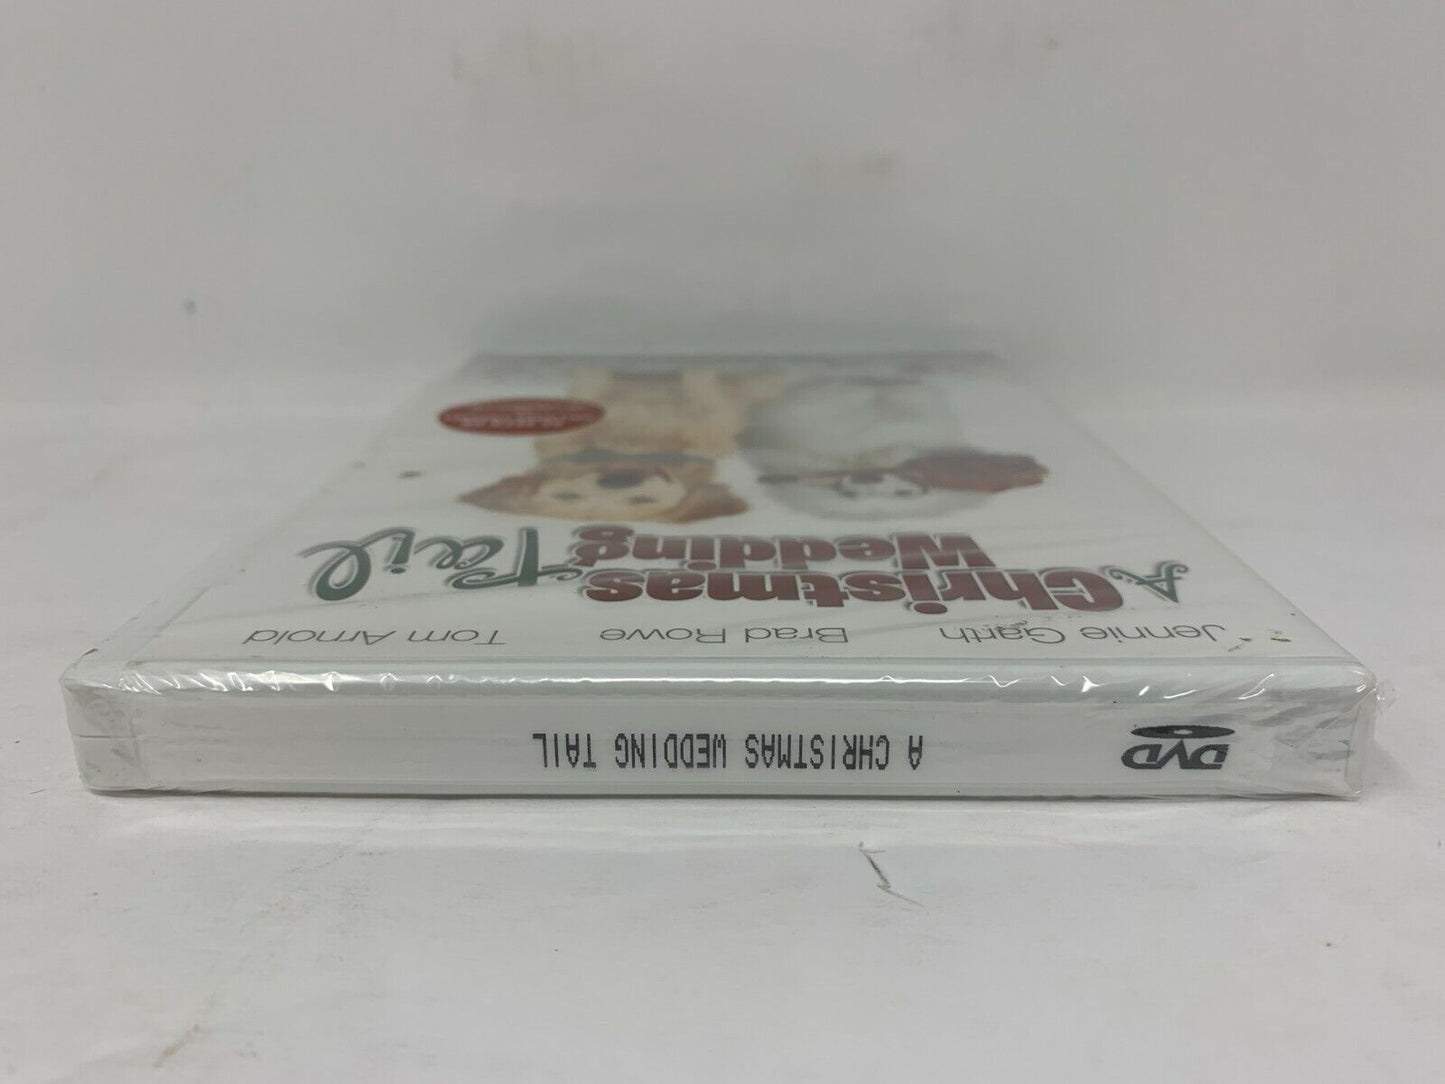 Jennie Garth Brad Rowe Tom Arnold
A Christmas
Wedding Tail
A CHRISTMAS WEDDING TAIL
DVD